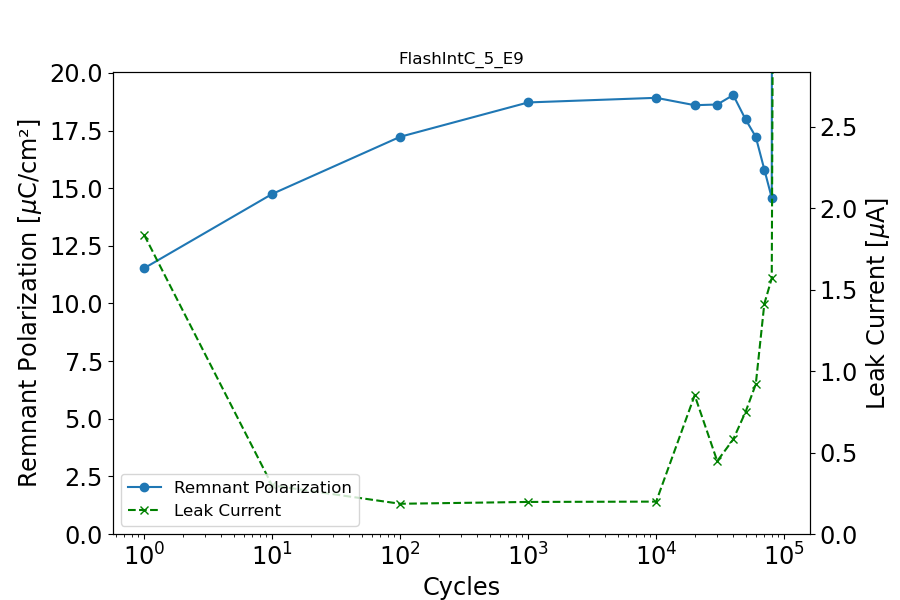 FlashIntC_5_E9
20.0
17.5
15.0
12.5
10.0
7.5
5.0
2.5
0.0
Remnant Polarization [μC/cm²]
2.5
2.0
1.5
1.0
0.5
0.0
Leak Current [μA]
Remnant Polarization
Leak Current
10⁰ 10¹ 10² 10³ 10⁴ 10⁵
Cycles